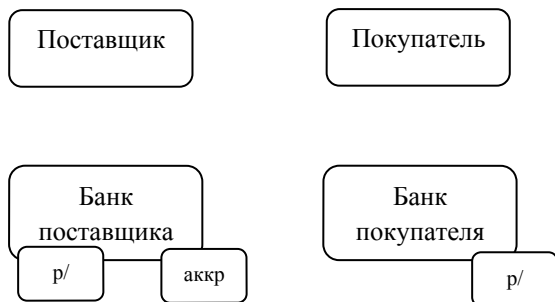 Поставщик
Покупатель
Банк
поставщика
Банк
покупателя
р/
аккр
р/